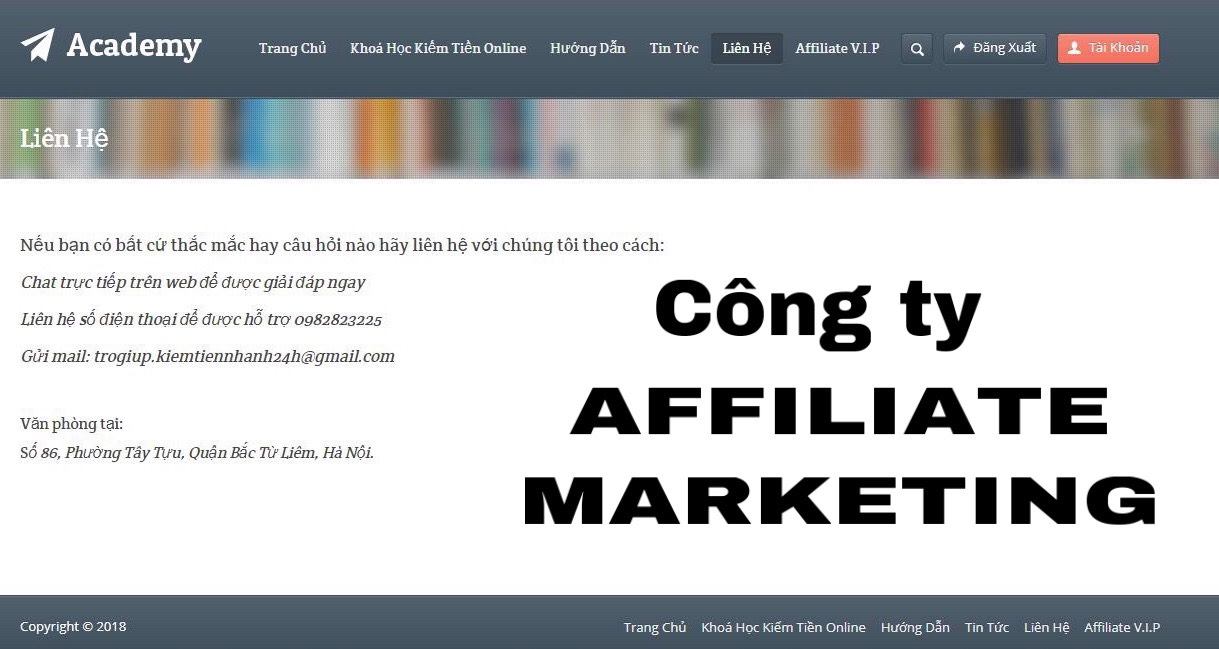 Academy
Trang Chủ Khoá Học Kiếm Tiền Online Hướng Dẫn Tin Tức Liên Hệ Affiliate V.I.P Đăng Xuất Tài Khoản
Liên Hệ
Nếu bạn có bất cứ thắc mắc hay câu hỏi nào hãy liên hệ với chúng tôi theo cách:
Chat trực tiếp trên web để được giải đáp ngay
Liên hệ số điện thoại để được hỗ trợ 0982823225
Gửi mail: trogiup.kiemtiennhanh24h@gmail.com
Văn phòng tại:
Số 86, Phường Tây Tựu, Quận Bắc Từ Liêm, Hà Nội.
Công ty
AFFILIATE
MARKETING
Copyright © 2018
Trang Chủ Khoá Học Kiếm Tiền Online Hướng Dẫn Tin Tức Liên Hệ Affiliate V.I.P